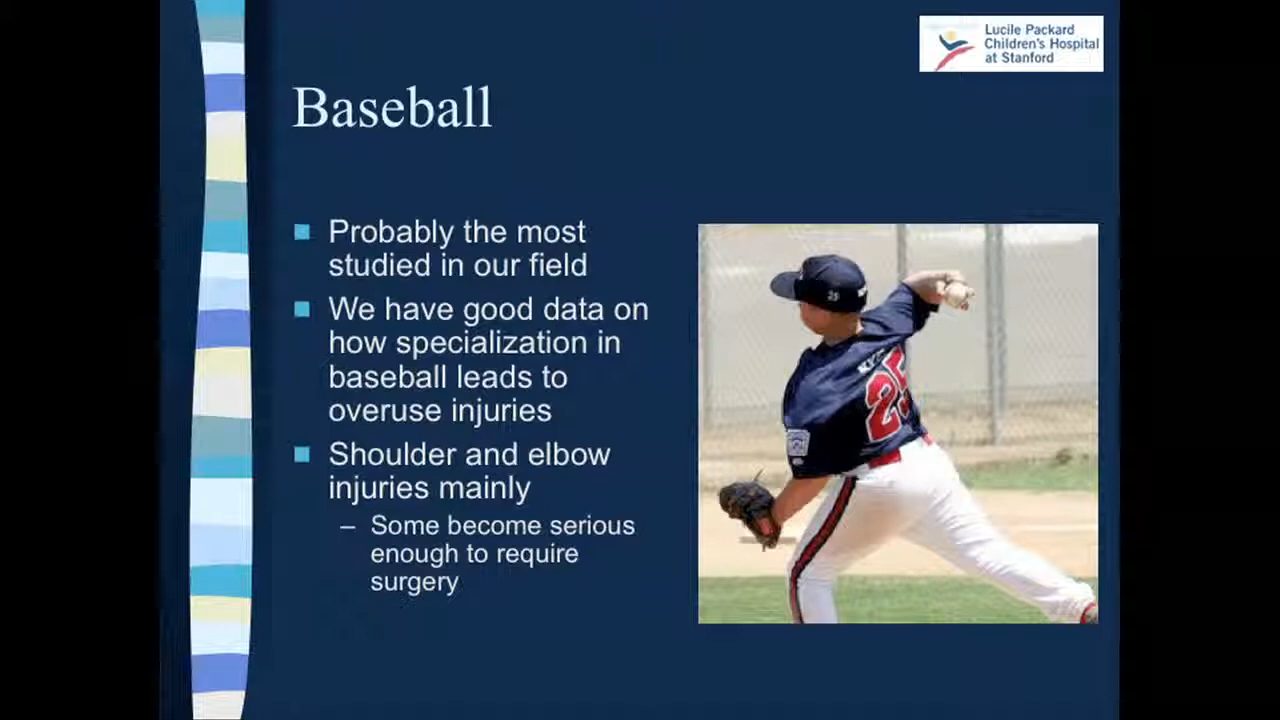 Lucile Packard
Children's Hospital
at Stanford
Baseball
Probably the most
studied in our field
We have good data on
how specialization in
baseball leads to
overuse injuries
Shoulder and elbow
injuries mainly
– Some become serious
enough to require
surgery
25